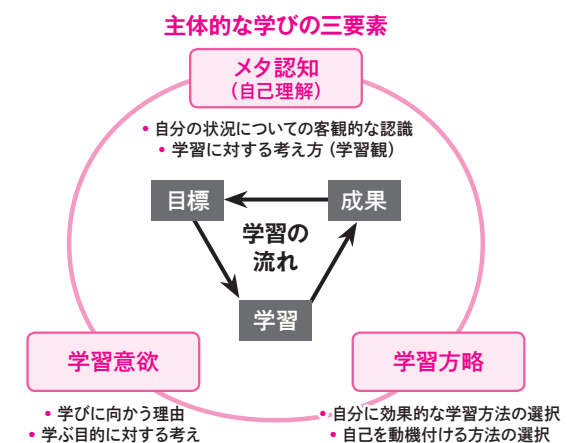 主体的な学びの三要素
メタ認知
（自己理解）
• 自分の状況についての客観的な認識
• 学習に対する考え方（学習観）
目標
成果
学習の
流れ
学習
学習意欲
• 学びに向かう理由
• 学ぶ目的に対する考え
学習方略
• 自分に効果的な学習方法の選択
• 自己を動機付ける方法の選択